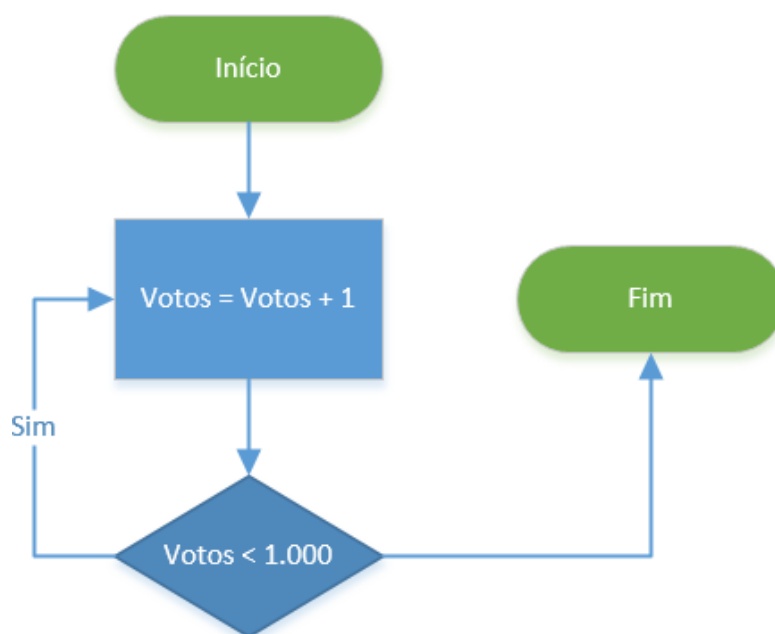 Início
Votos = Votos + 1
Fim
Sim
Votos < 1.000